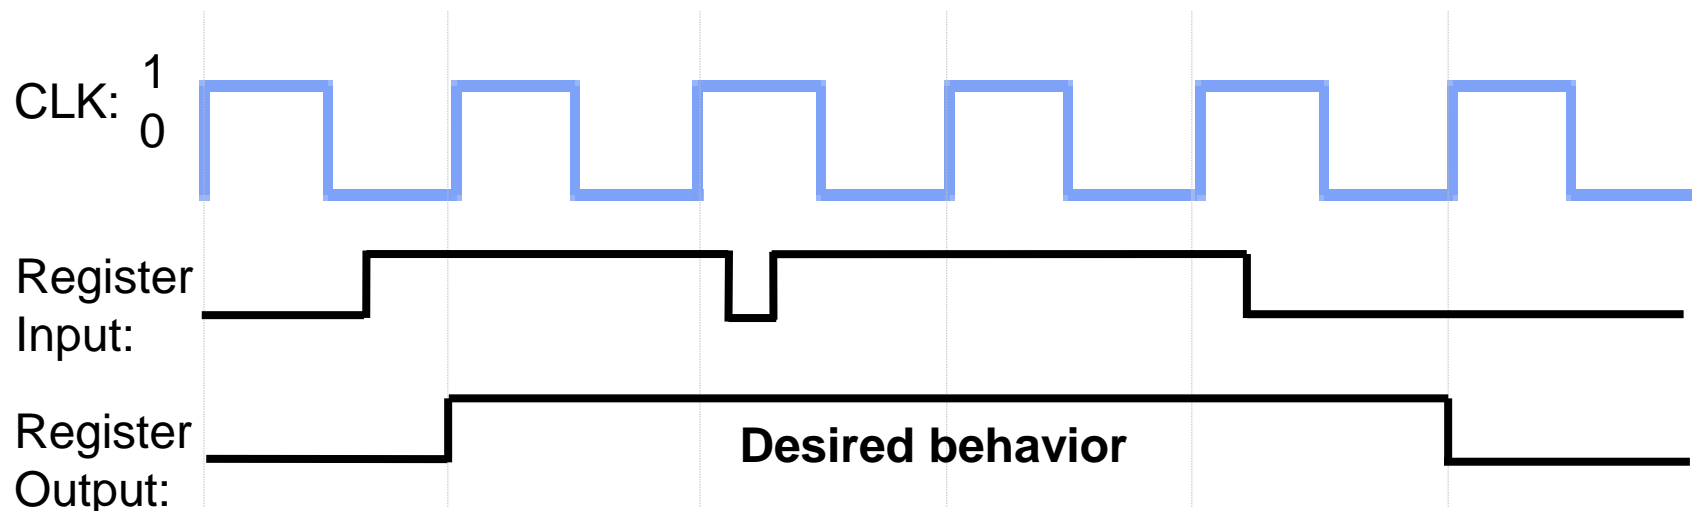 CLK:
1
0
Register
Input:
Register
Output:
Desired behavior